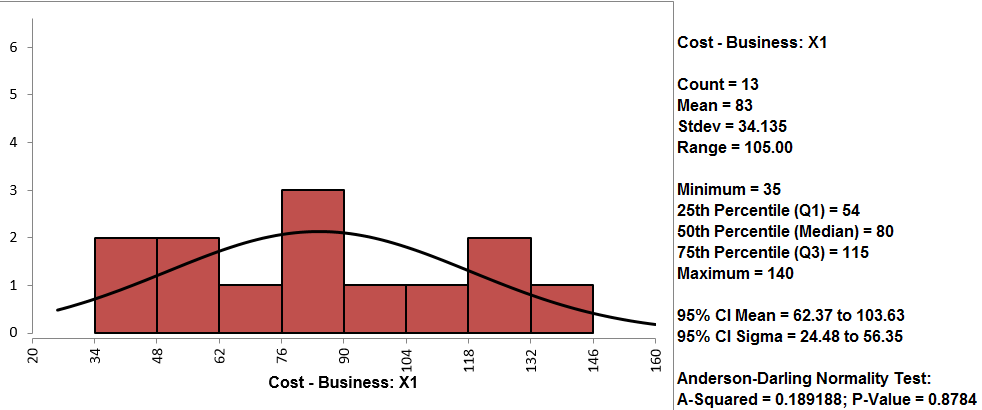 6
5
4
3
2
1
0
20 34 48 62 76 90 104 118 132 146 160
Cost - Business: X1
Cost - Business: X1
Count = 13
Mean = 83
Stdev = 34.135
Range = 105.00
Minimum = 35
25th Percentile (Q1) = 54
50th Percentile (Median) = 80
75th Percentile (Q3) = 115
Maximum = 140
95% CI Mean = 62.37 to 103.63
95% CI Sigma = 24.48 to 56.35
Anderson-Darling Normality Test:
A-Squared = 0.189188; P-Value = 0.8784